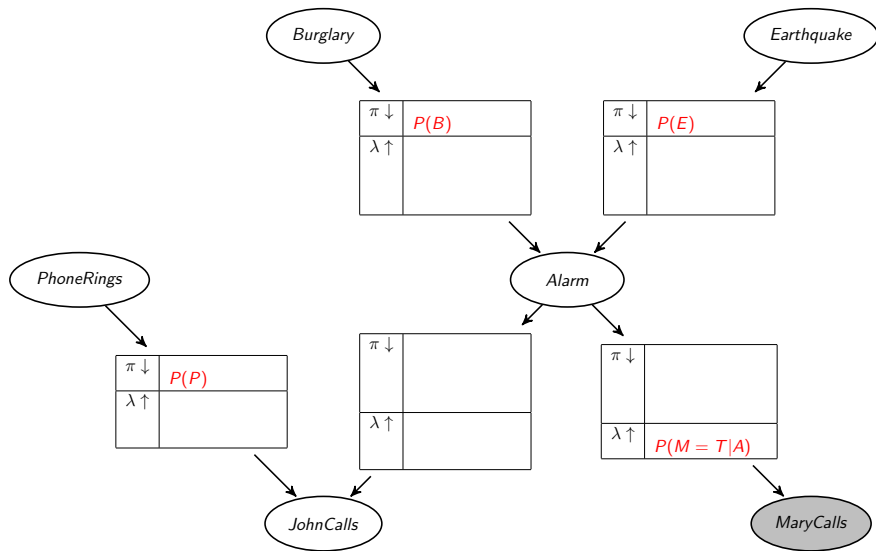 Burglary
Earthquake
π ↓
P(B)
λ ↑
π ↓
P(E)
λ ↑
PhoneRings
Alarm
π ↓
P(P)
λ ↑
π ↓
λ ↑
π ↓
λ ↑
P(M = T|A)
JohnCalls
MaryCalls